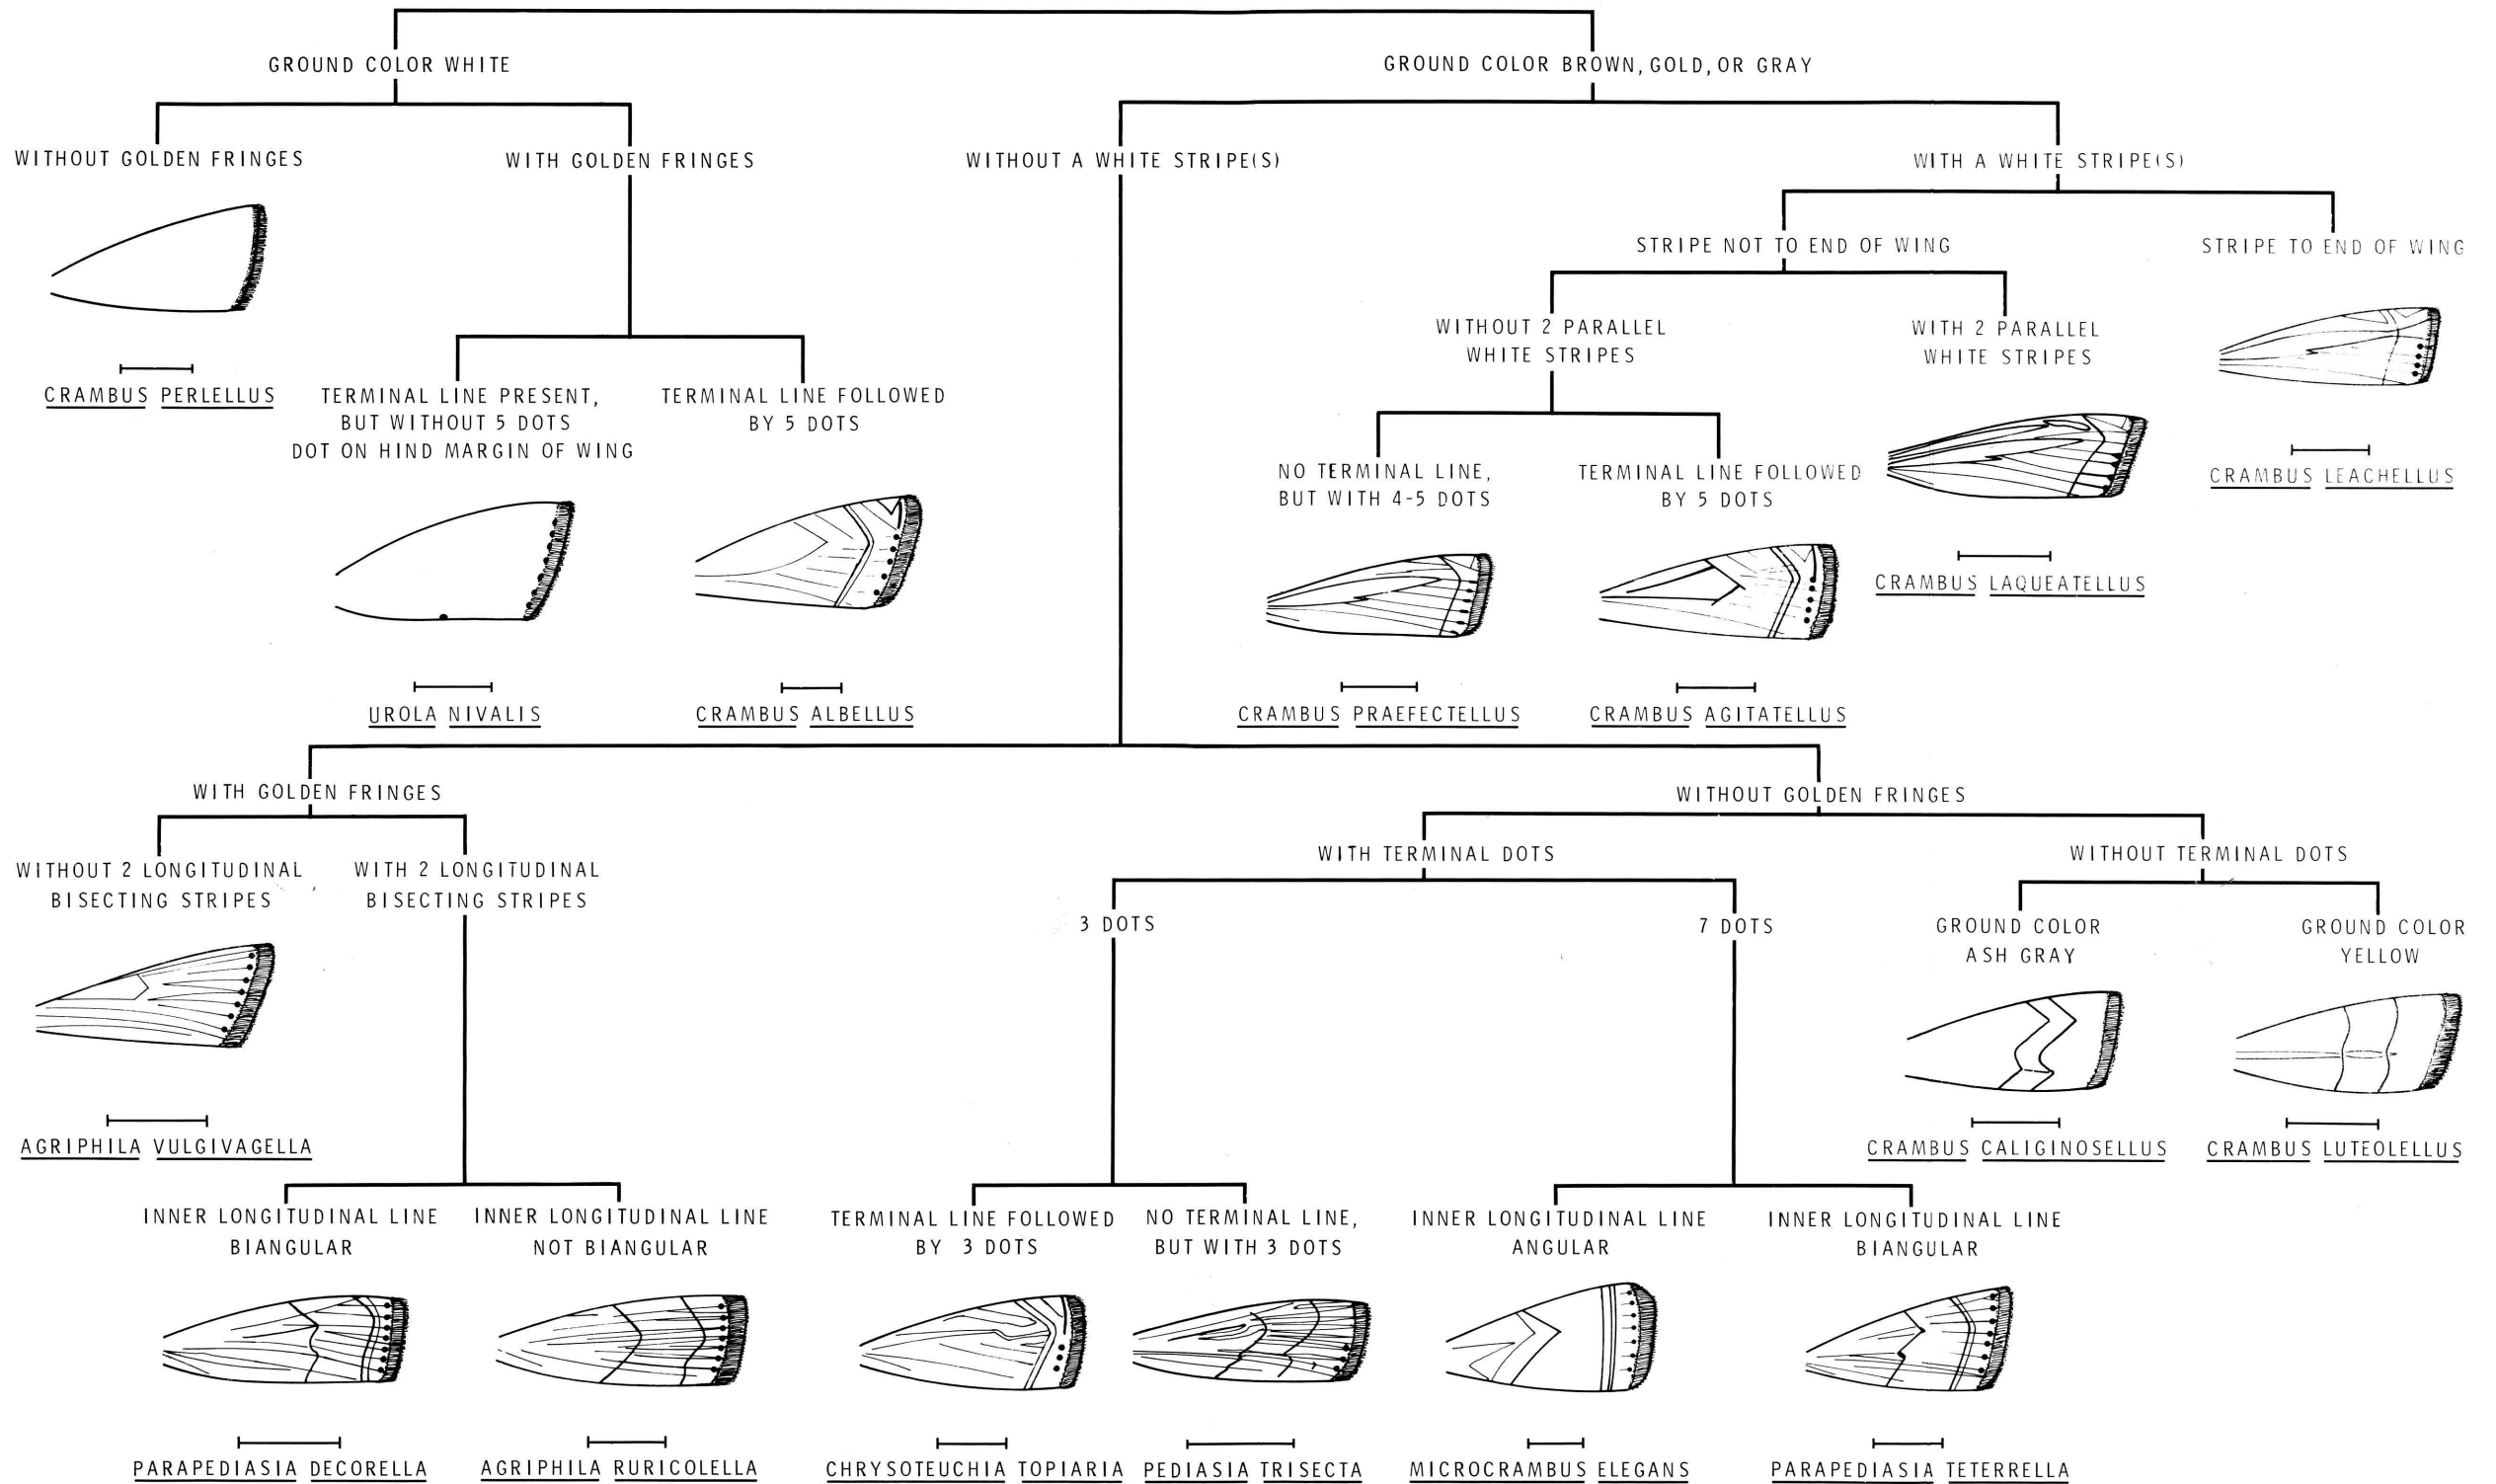 GROUND COLOR WHITE
GROUND COLOR BROWN, GOLD, OR GRAY
WITHOUT GOLDEN FRINGES
WITH GOLDEN FRINGES
WITHOUT A WHITE STRIPE(S)
WITH A WHITE STRIPE(S)
STRIPE NOT TO END OF WING
STRIPE TO END OF WING
WITHOUT 2 PARALLEL
WHITE STRIPES
WITH 2 PARALLEL
WHITE STRIPES
CRAMBUS PERLELLUS
TERMINAL LINE PRESENT,
BUT WITHOUT 5 DOTS
DOT ON HIND MARGIN OF WING
TERMINAL LINE FOLLOWED
BY 5 DOTS
NO TERMINAL LINE,
BUT WITH 4-5 DOTS
TERMINAL LINE FOLLOWED
BY 5 DOTS
CRAMBUS LEACHELLUS
CRAMBUS LAQUEATELLUS
UROLA NIVALIS
CRAMBUS ALBELLUS
CRAMBUS PRAEFECTELLUS
CRAMBUS AGITATELLUS
WITH GOLDEN FRINGES
WITHOUT GOLDEN FRINGES
WITHOUT 2 LONGITUDINAL
BISECTING STRIPES
WITH 2 LONGITUDINAL
BISECTING STRIPES
WITH TERMINAL DOTS
WITHOUT TERMINAL DOTS
3 DOTS
7 DOTS
GROUND COLOR
ASH GRAY
GROUND COLOR
YELLOW
AGRIPHILA VULGIVAGELLA
CRAMBUS CALIGINOSELLUS
CRAMBUS LUTEOLELLUS
INNER LONGITUDINAL LINE
BIANGULAR
INNER LONGITUDINAL LINE
NOT BIANGULAR
TERMINAL LINE FOLLOWED
BY 3 DOTS
NO TERMINAL LINE,
BUT WITH 3 DOTS
INNER LONGITUDINAL LINE
ANGULAR
INNER LONGITUDINAL LINE
BIANGULAR
PARAPEDIASIA DECORELLA
AGRIPHILA RURICOLELLA
CHRYSOTEUCHIA TOPIARIA
PEDIASIA TRISECTA
MICROCRAMBUS ELEGANS
PARAPEDIASIA TETERRELLA